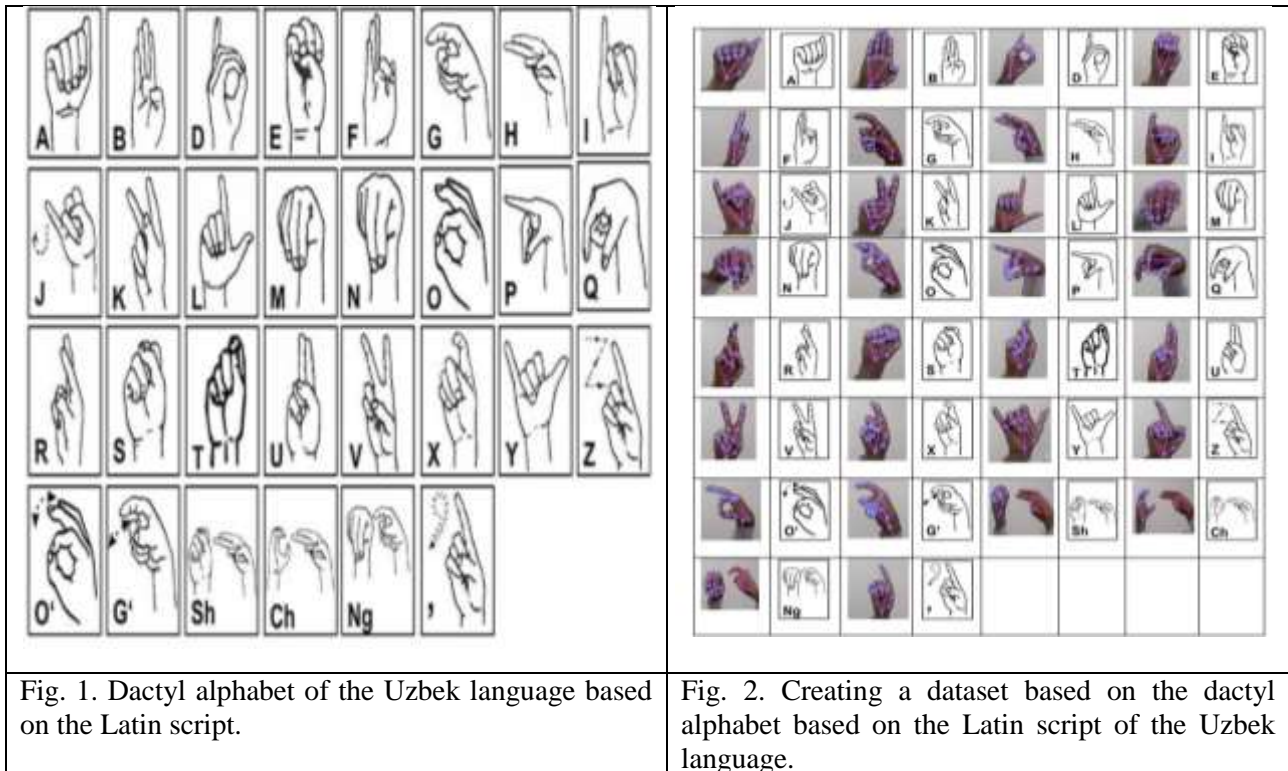 A B D E F G H I
J K L M N O P Q
R S T U V X Y Z
O' G' Sh Ch Ng ,
Fig. 1. Dactyl alphabet of the Uzbek language based
on the Latin script.
A B D E
F G H I
J K L M
N O P Q
R S T U
V X Y Z
O' G' Sh Ch
Ng ,
Fig. 2. Creating a dataset based on the dactyl
alphabet based on the Latin script of the Uzbek
language.